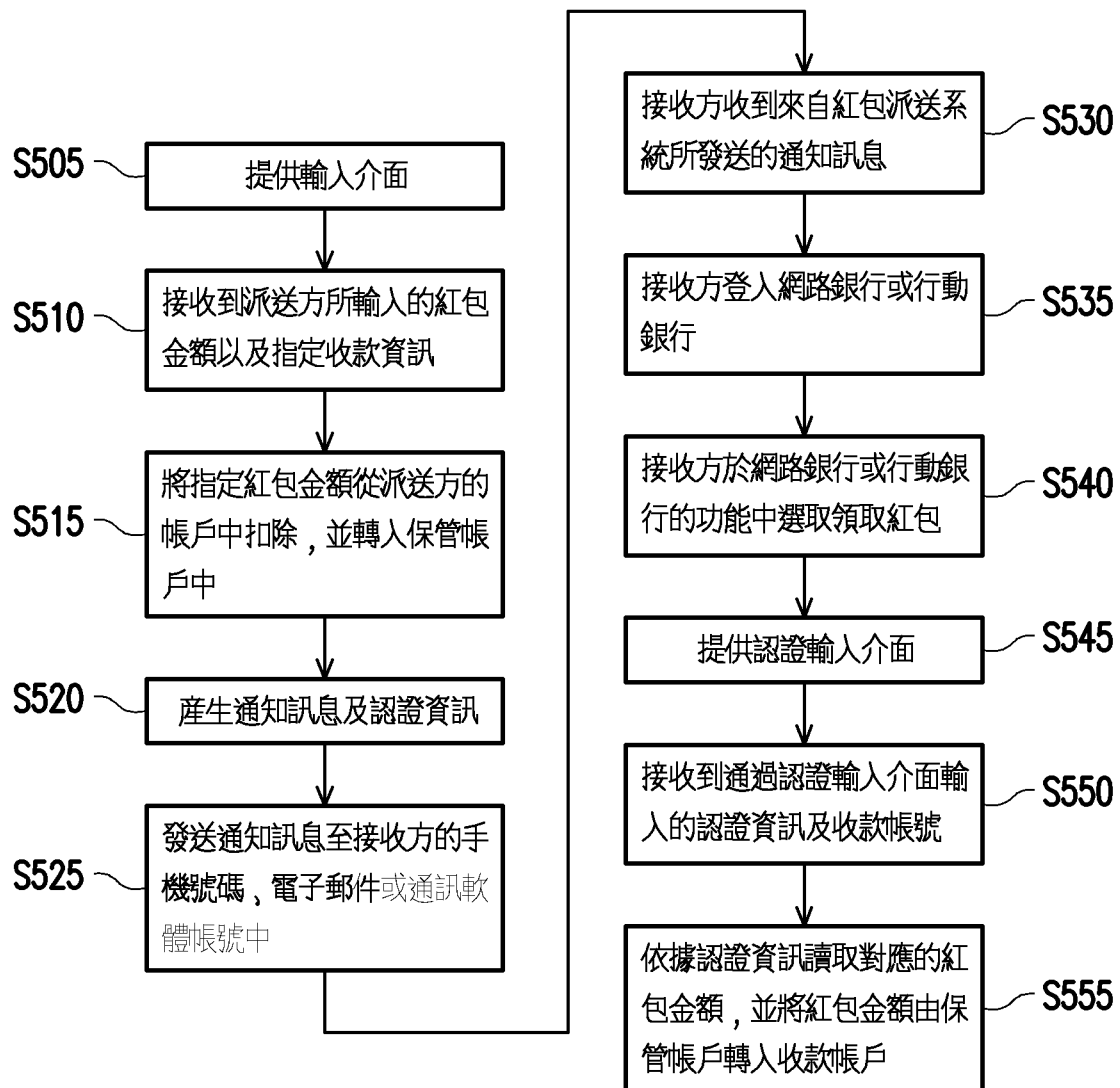 S505
提供輸入介面
S510
接收到派送方所輸入的紅包
金額以及指定收款資訊
S515
將指定紅包金額從派送方的
帳戶中扣除，並轉入保管帳
戶中
S520
產生通知訊息及認證資訊
S525
發送通知訊息至接收方的手
機號碼、電子郵件或通訊軟
體帳號中
接收方收到來自紅包派送系
統所發送的通知訊息
S530
接收方登入網路銀行或行動
銀行
S535
接收方於網路銀行或行動銀
行的功能中選取領取紅包
S540
提供認證輸入介面
S545
接收到通過認證輸入介面輸
入的認證資訊及收款帳號
S550
依據認證資訊讀取對應的紅
包金額，並將紅包金額由保
管帳戶轉入收款帳戶
S555